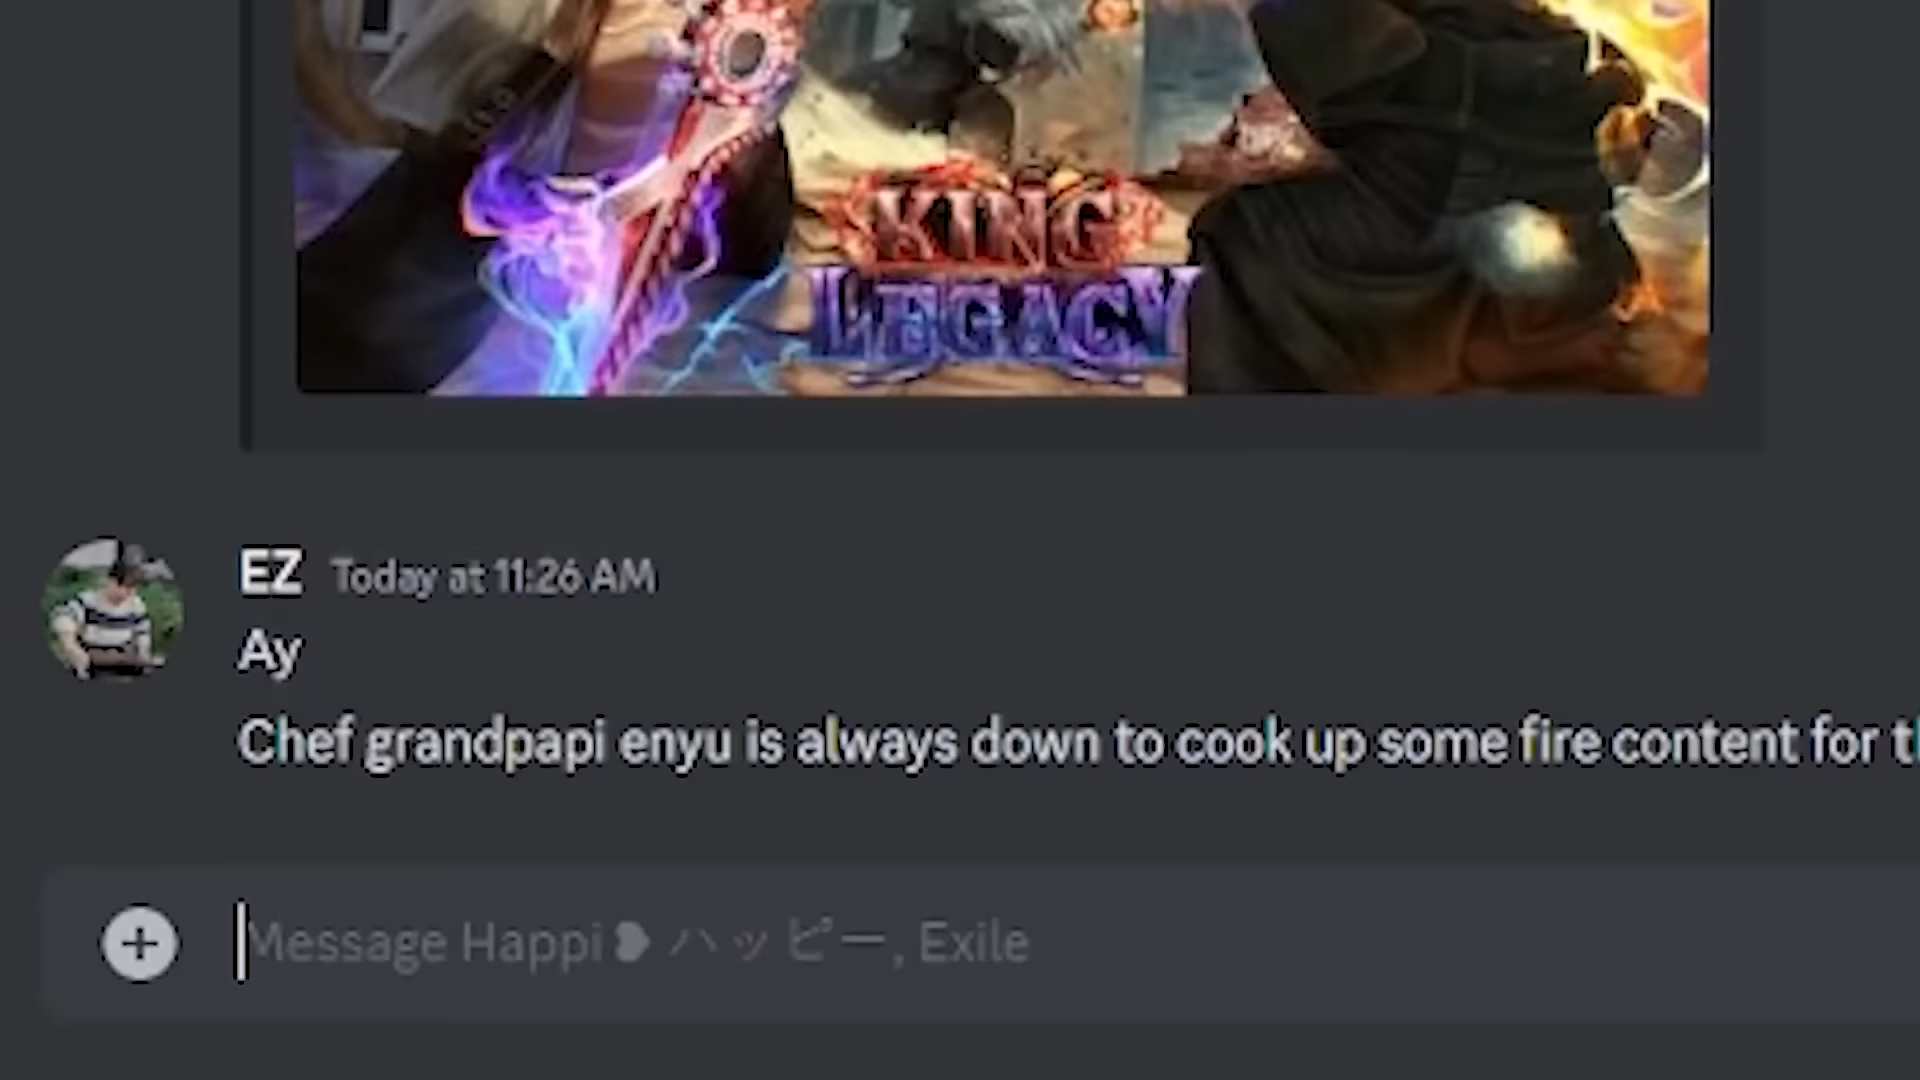 KING
LEGACY
EZ Today at 11:26 AM
Ay
Chef grandpapi enyu is always down to cook up some fire content for
Message Happi ❥ ハッピー, Exile